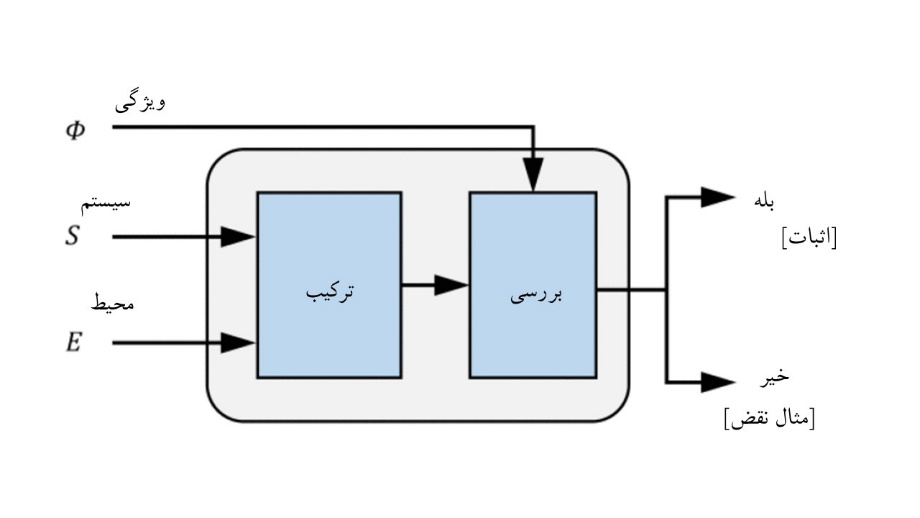 ویژگی
Φ
سیستم
S
محیط
E
ترکیب
بررسی
بله
[اثبات]
خیر
[مثال نقض]